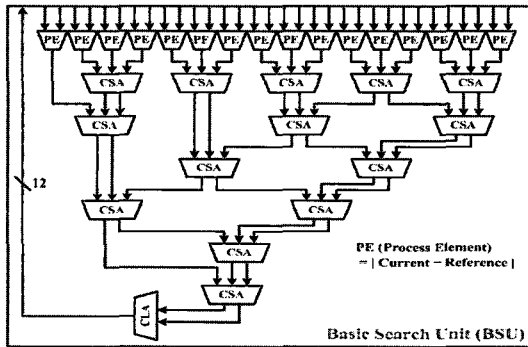 PE PE PE PE PE PE PE PE PE PE PE PE PE PE PE PE
CSA CSA CSA CSA CSA
CSA CSA CSA
CSA CSA
12
CSA CSA
CSA
PE (Process Element)
= | Current − Reference |
CSA
CLA
Basic Search Unit (BSU)